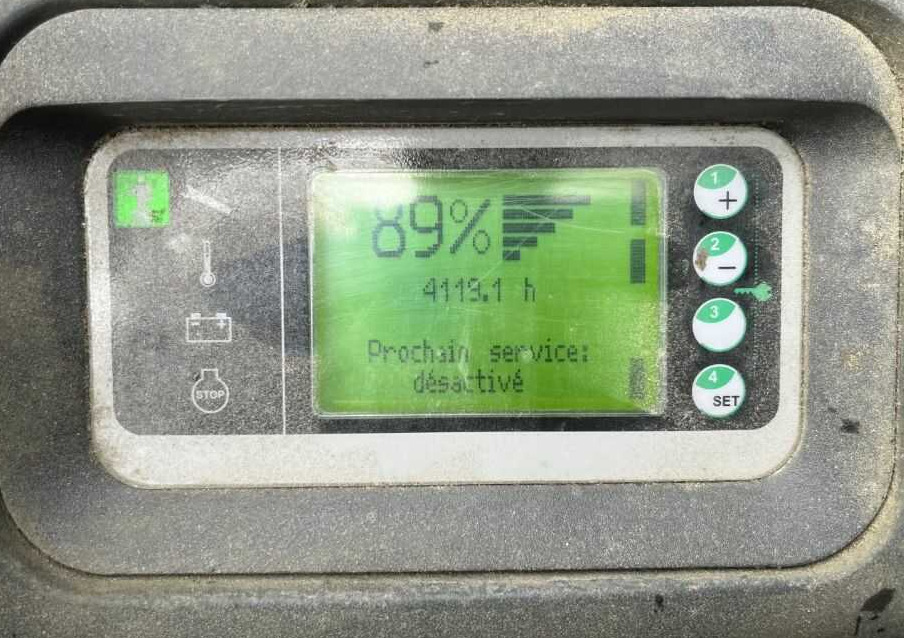 89%
4119.1 h
Prochain service:
désactivé
STOP
1
+
2
−
3
4
SET